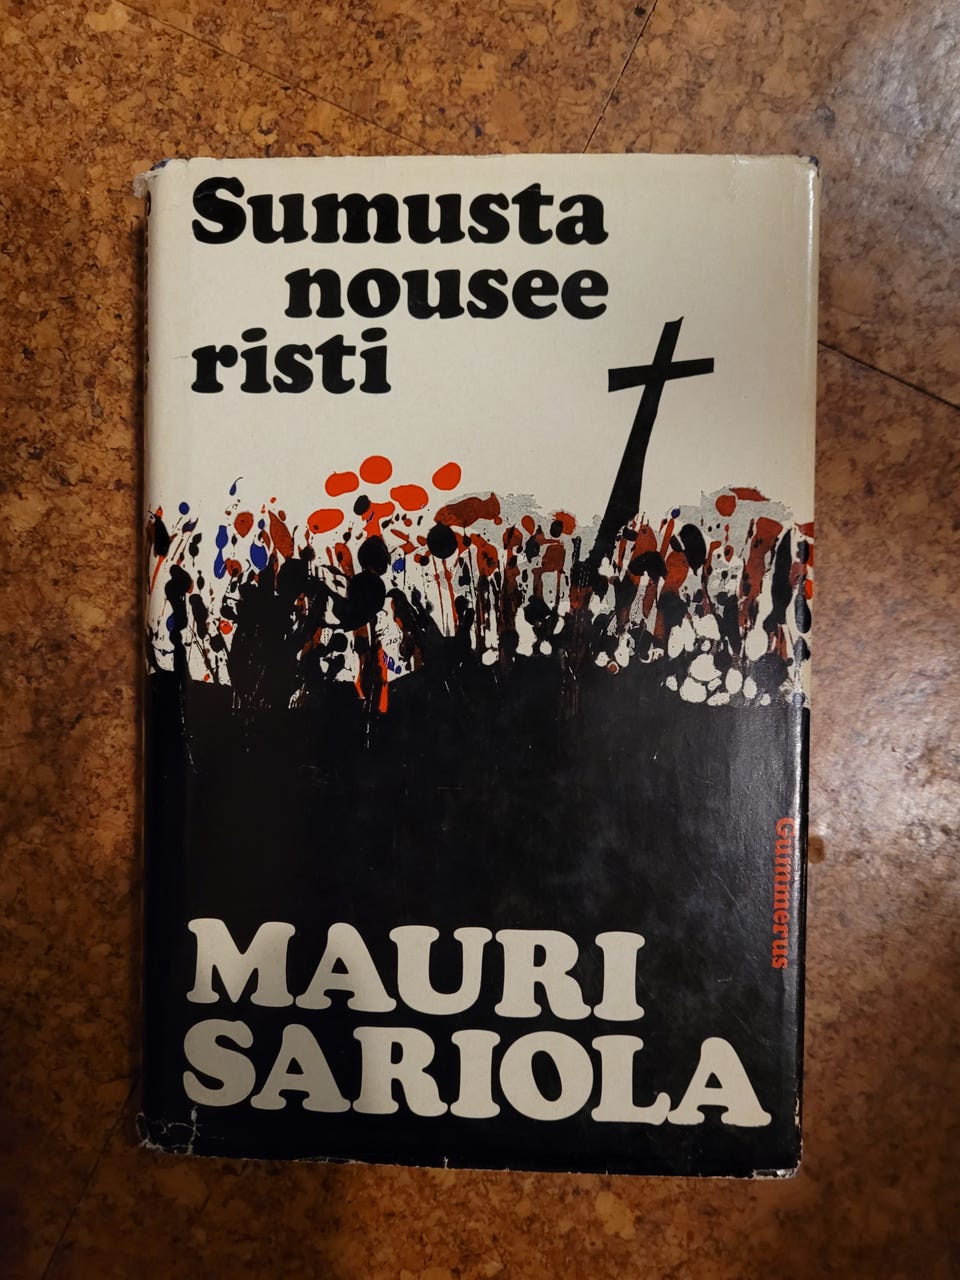 Sumusta
nousee
risti
Gummerus
MAURI
SARIOLA